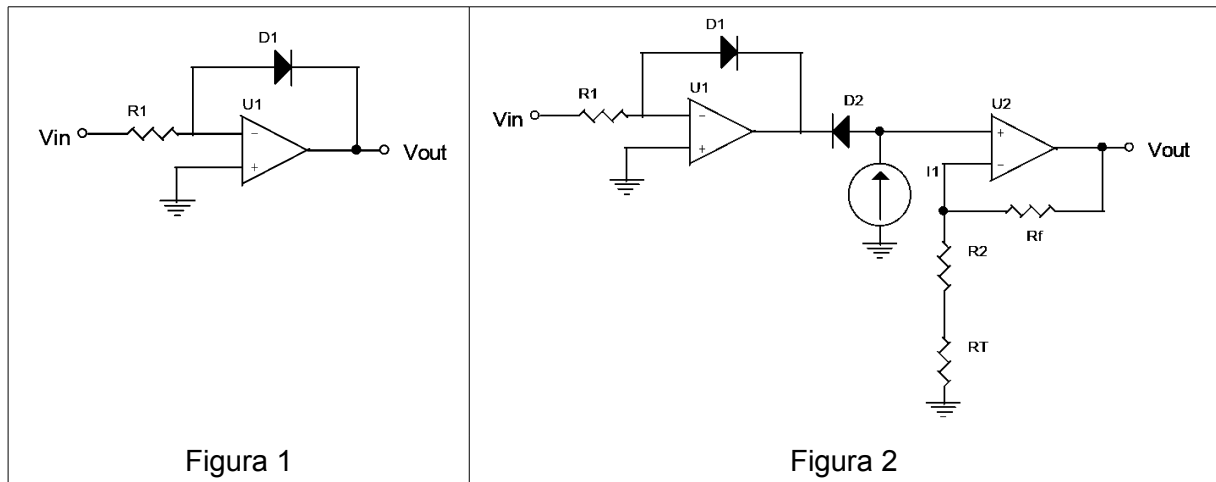 D1
R1
U1
Vin
−
+
Vout
Figura 1
D1
R1
U1
Vin
−
+
D2
I1
U2
+
−
Vout
Rf
R2
RT
Figura 2